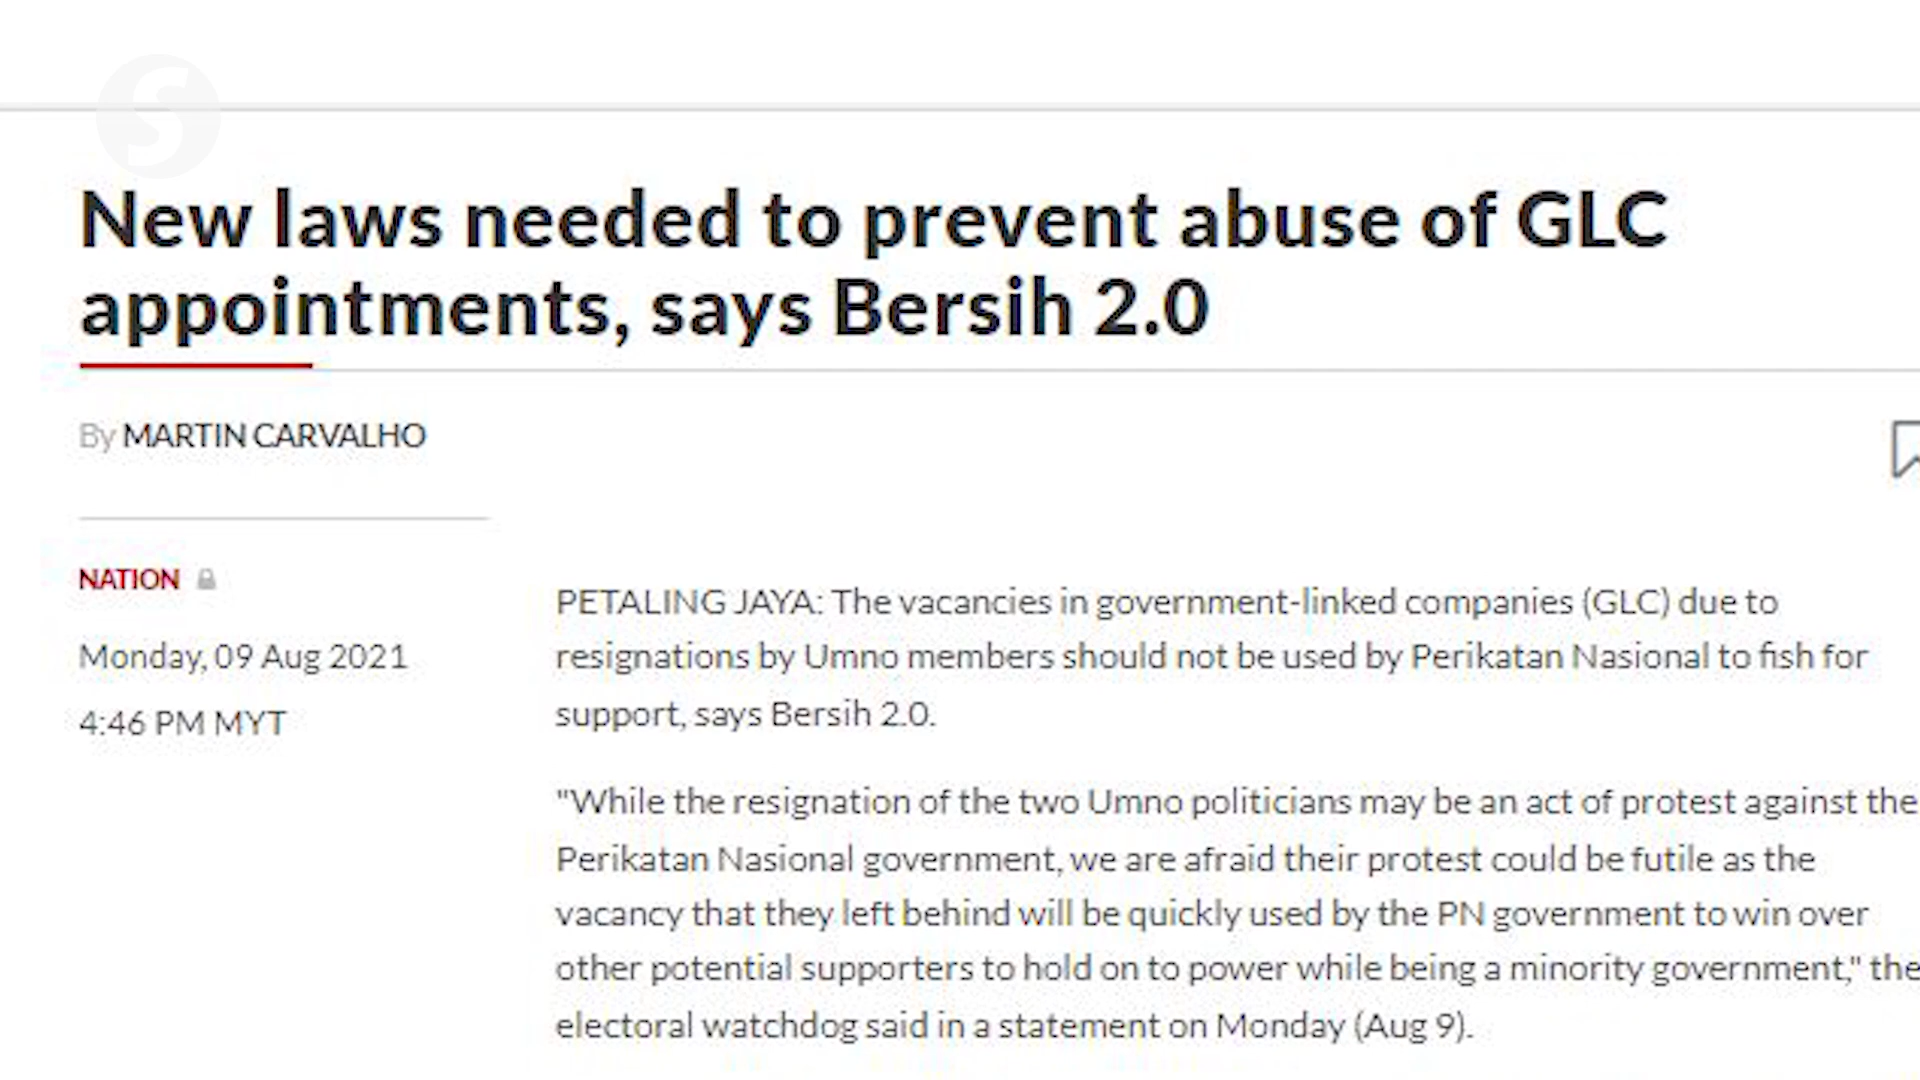 S
New laws needed to prevent abuse of GLC
appointments, says Bersih 2.0
By MARTIN CARVALHO
NATION
Monday, 09 Aug 2021
4:46 PM MYT
PETALING JAYA: The vacancies in government-linked companies (GLC) due to
resignations by Umno members should not be used by Perikatan Nasional to fish for
support, says Bersih 2.0.
"While the resignation of the two Umno politicians may be an act of protest against the
Perikatan Nasional government, we are afraid their protest could be futile as the
vacancy that they left behind will be quickly used by the PN government to win over
other potential supporters to hold on to power while being a minority government," the
electoral watchdog said in a statement on Monday (Aug 9).